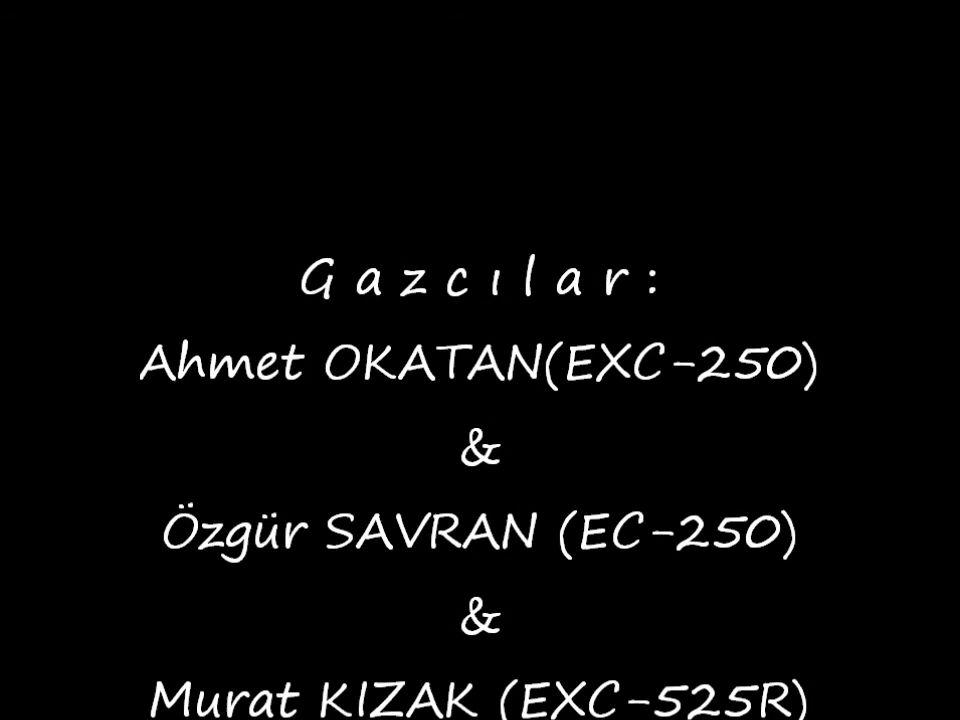 G a z c ı l a r :
Ahmet OKATAN(EXC-250)
&
Özgür SAVRAN (EC-250)
&
Murat KIZAK (EXC-525R)